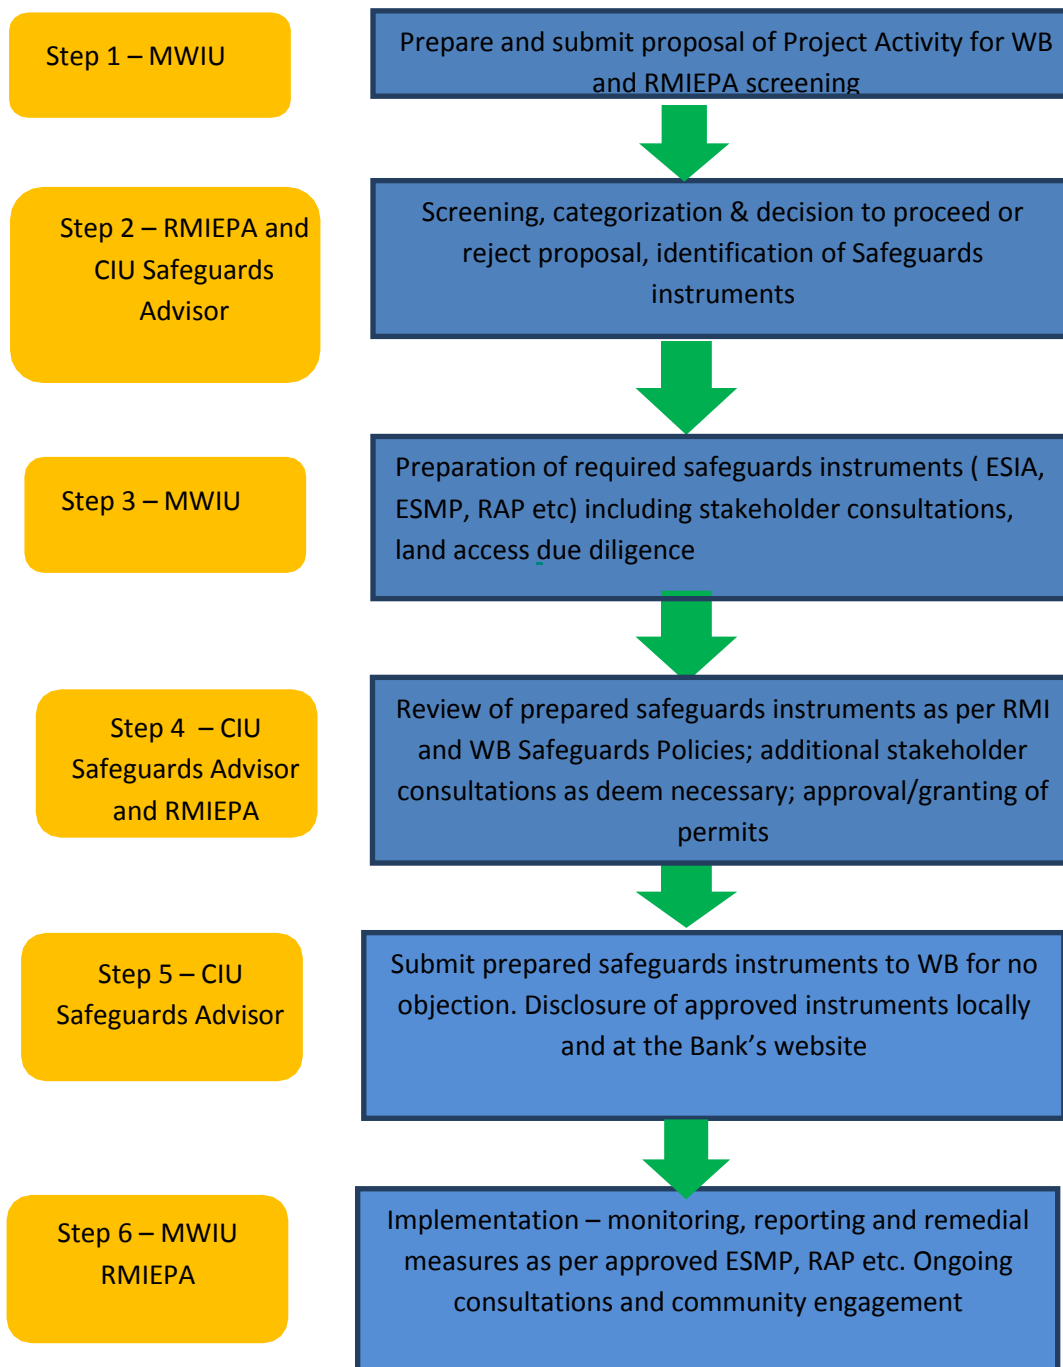 Step 1 – MWIU
Prepare and submit proposal of Project Activity for WB
and RMIEPA screening
Step 2 – RMIEPA and
CIU Safeguards
Advisor
Screening, categorization & decision to proceed or
reject proposal, identification of Safeguards
instruments
Step 3 – MWIU
Preparation of required safeguards instruments ( ESIA,
ESMP, RAP etc) including stakeholder consultations,
land access due diligence
Step 4 – CIU
Safeguards Advisor
and RMIEPA
Review of prepared safeguards instruments as per RMI
and WB Safeguards Policies; additional stakeholder
consultations as deem necessary; approval/granting of
permits
Step 5 – CIU
Safeguards Advisor
Submit prepared safeguards instruments to WB for no
objection. Disclosure of approved instruments locally
and at the Bank’s website
Step 6 – MWIU
RMIEPA
Implementation – monitoring, reporting and remedial
measures as per approved ESMP, RAP etc. Ongoing
consultations and community engagement